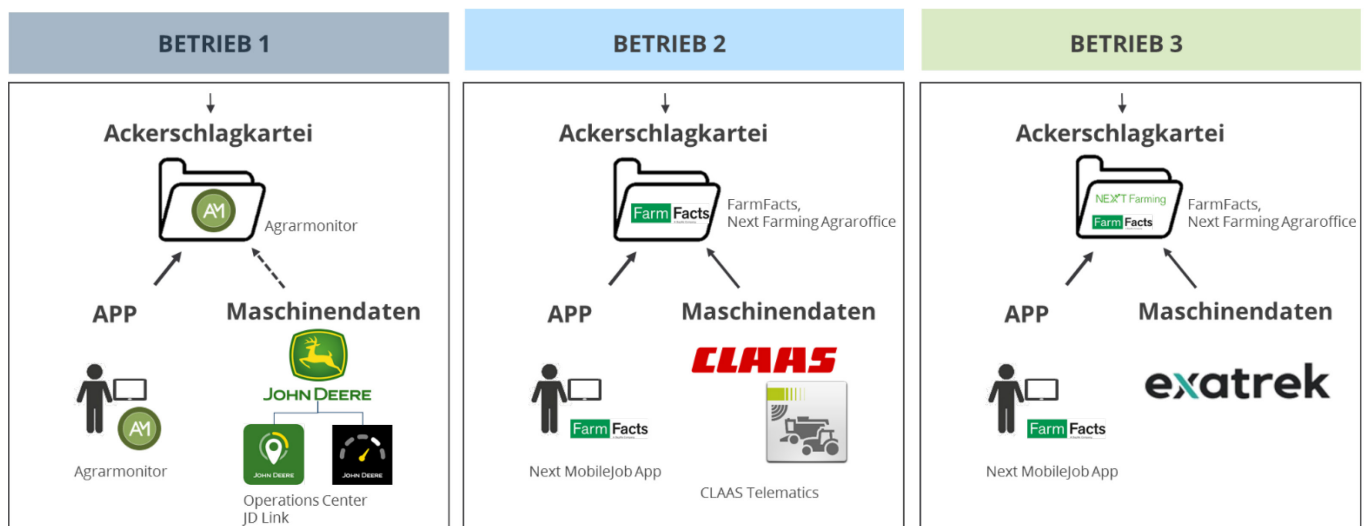 BETRIEB 1
Ackerschlagkartei
AM
Agrarmonitor
APP
Maschinendaten
JOHN DEERE
AM
JOHN DEERE
JOHN DEERE
Agrarmonitor
Operations Center
JD Link
BETRIEB 2
Ackerschlagkartei
Farm Facts
FarmFacts,
Next Farming Agraroffice
APP
Maschinendaten
CLAAS
Farm Facts
Next MobileJob App
CLAAS Telematics
BETRIEB 3
Ackerschlagkartei
NEXT Farming
Farm Facts
FarmFacts,
Next Farming Agraroffice
APP
Maschinendaten
exatrek
Farm Facts
Next MobileJob App